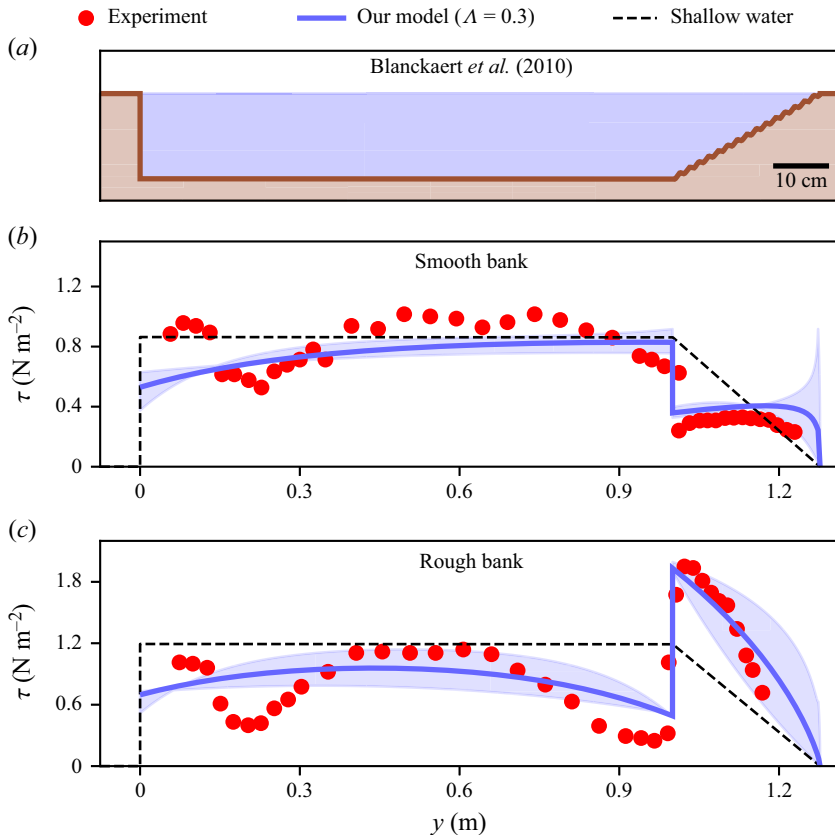 Experiment Our model (Λ = 0.3) Shallow water
(a)
Blanckaert et al. (2010)
10 cm
(b)
Smooth bank
1.2
0.8
0.4
0
τ (N m−2)
0 0.3 0.6 0.9 1.2
(c)
Rough bank
1.8
1.2
0.6
0
τ (N m−2)
0 0.3 0.6 0.9 1.2
y (m)